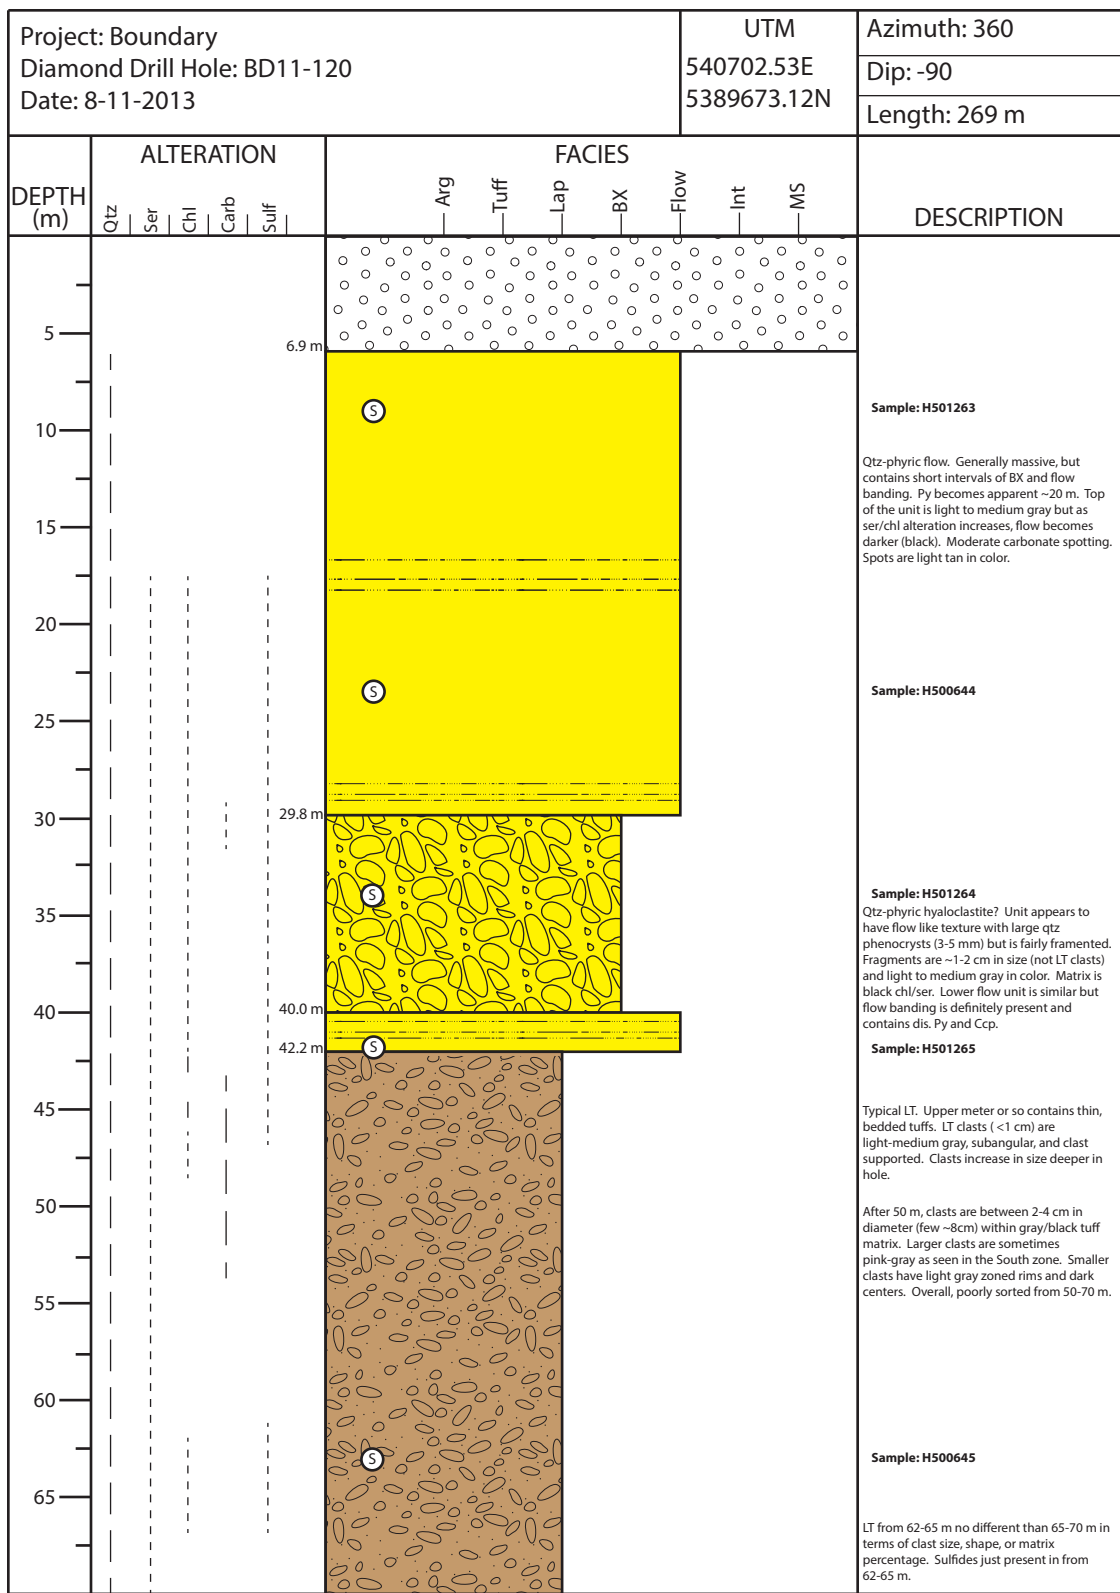 Project: Boundary
Diamond Drill Hole: BD11-120
Date: 8-11-2013
UTM
540702.53E
5389673.12N
Azimuth: 360
Dip: -90
Length: 269 m
DEPTH
(m)
ALTERATION
Qtz
Ser
Chl
Carb
Sulf
FACIES
Arg
Tuff
Lap
BX
Flow
Int
MS
DESCRIPTION
5
6.9 m
S
Sample: H501263
10
Qtz-phyric flow. Generally massive, but
contains short intervals of BX and flow
banding. Py becomes apparent ~20 m. Top
of the unit is light to medium gray but as
ser/chl alteration increases, flow becomes
darker (black). Moderate carbonate spotting.
Spots are light tan in color.
15
20
S
Sample: H500644
25
29.8 m
30
S
Sample: H501264
Qtz-phyric hyaloclastite? Unit appears to
have flow like texture with large qtz
phenocrysts (3-5 mm) but is fairly framented.
Fragments are ~1-2 cm in size (not LT clasts)
and light to medium gray in color. Matrix is
black chl/ser. Lower flow unit is similar but
flow banding is definitely present and
contains dis. Py and Ccp.
35
40.0 m
40
42.2 m
S
Sample: H501265
45
Typical LT. Upper meter or so contains thin,
bedded tuffs. LT clasts ( <1 cm) are
light-medium gray, subangular, and clast
supported. Clasts increase in size deeper in
hole.
50
After 50 m, clasts are between 2-4 cm in
diameter (few ~8cm) within gray/black tuff
matrix. Larger clasts are sometimes
pink-gray as seen in the South zone. Smaller
clasts have light gray zoned rims and dark
centers. Overall, poorly sorted from 50-70 m.
55
60
S
Sample: H500645
65
LT from 62-65 m no different than 65-70 m in
terms of clast size, shape, or matrix
percentage. Sulfides just present in from
62-65 m.